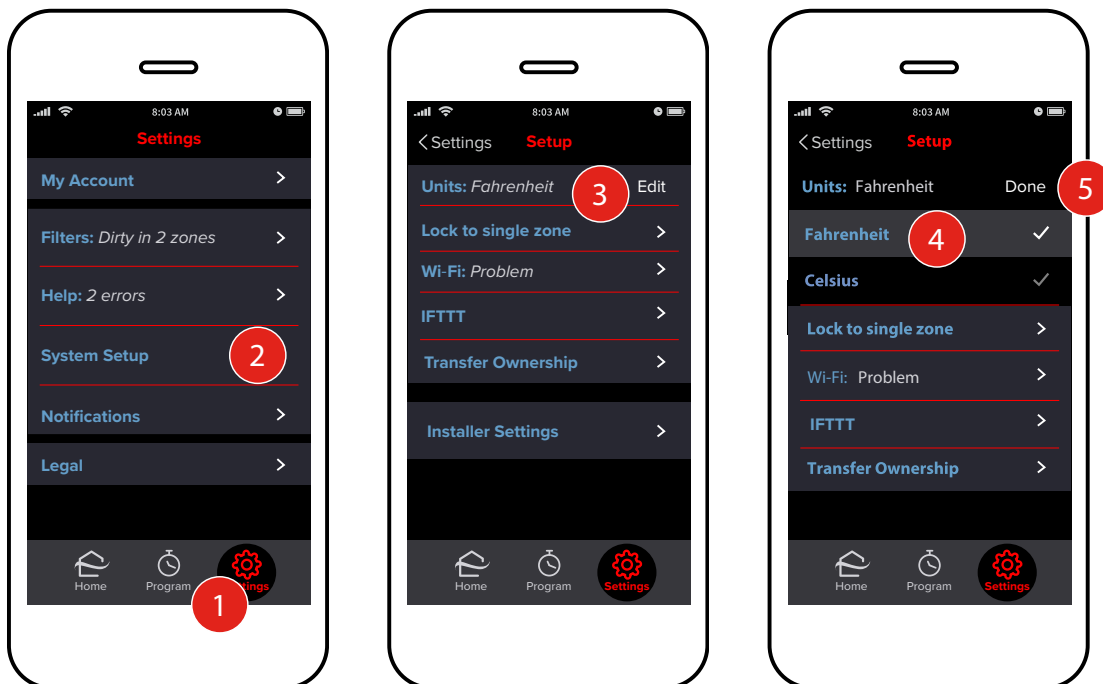 8:03 AM
Settings
My Account
Filters: Dirty in 2 zones
Help: 2 errors
System Setup
2
Notifications
Legal
Home
Program
Settings
1
8:03 AM
Settings
Setup
Units: Fahrenheit
3
Edit
Lock to single zone
Wi-Fi: Problem
IFTTT
Transfer Ownership
Installer Settings
Home
Program
Settings
8:03 AM
Settings
Setup
Units: Fahrenheit
Done
5
Fahrenheit
4
Celsius
Lock to single zone
Wi-Fi: Problem
IFTTT
Transfer Ownership
Home
Program
Settings